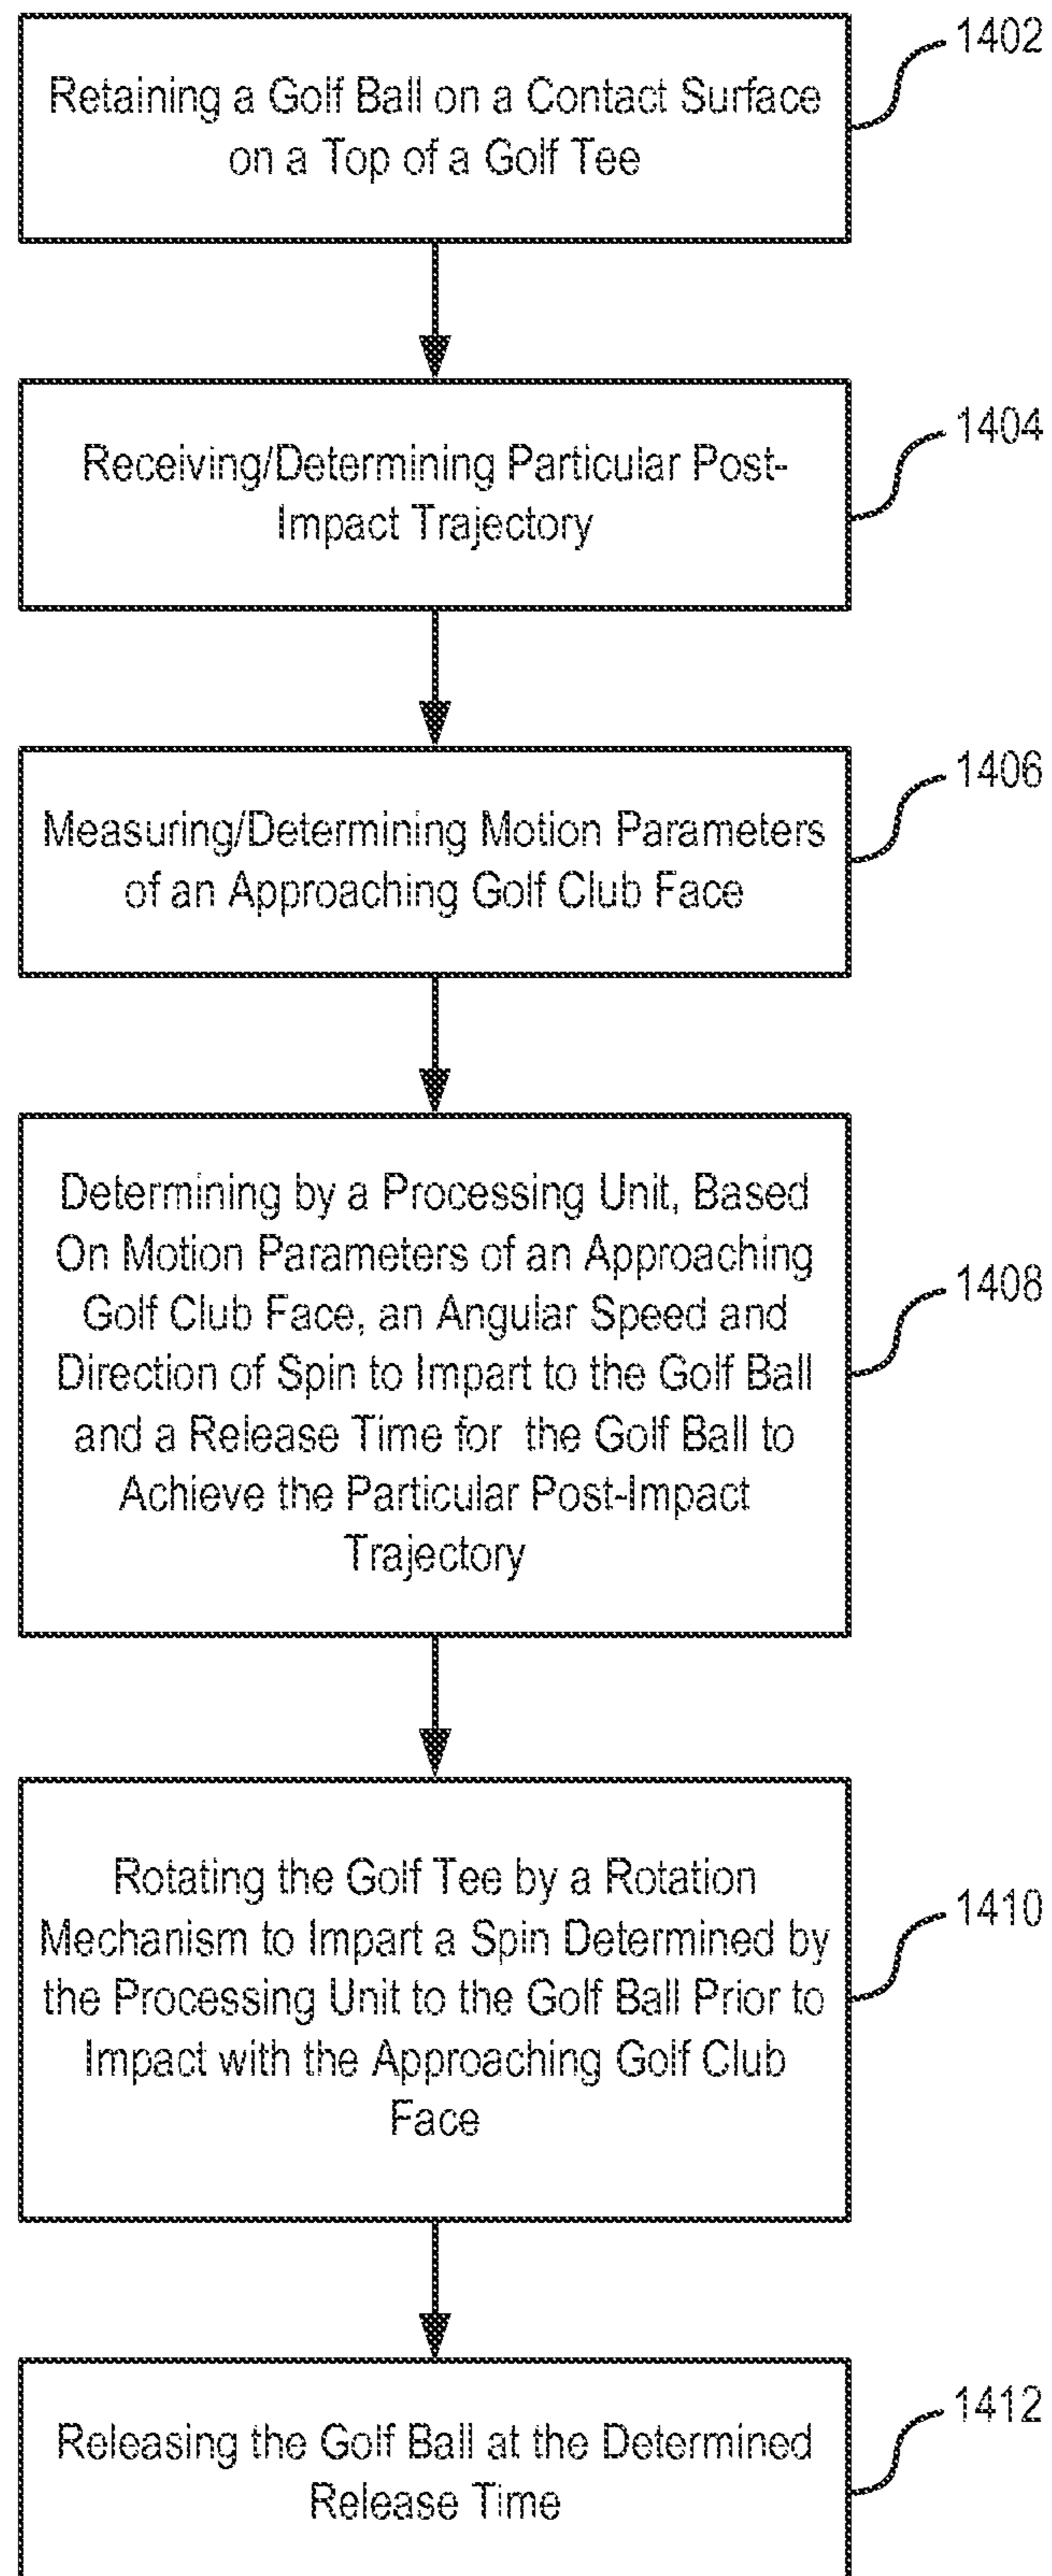 1402
Retaining a Golf Ball on a Contact Surface
on a Top of a Golf Tee
1404
Receiving/Determining Particular Post-
Impact Trajectory
1406
Measuring/Determining Motion Parameters
of an Approaching Golf Club Face
Determining by a Processing Unit, Based
On Motion Parameters of an Approaching
Golf Club Face, an Angular Speed and
1408
Direction of Spin to Impart to the Golf Ball
and a Release Time for the Golf Ball to
Achieve the Particular Post-Impact
Trajectory
Rotating the Golf Tee by a Rotation
1410
Mechanism to Impart a Spin Determined by
the Processing Unit to the Golf Ball Prior to
Impact with the Approaching Golf Club
Face
1412
Releasing the Golf Ball at the Determined
Release Time